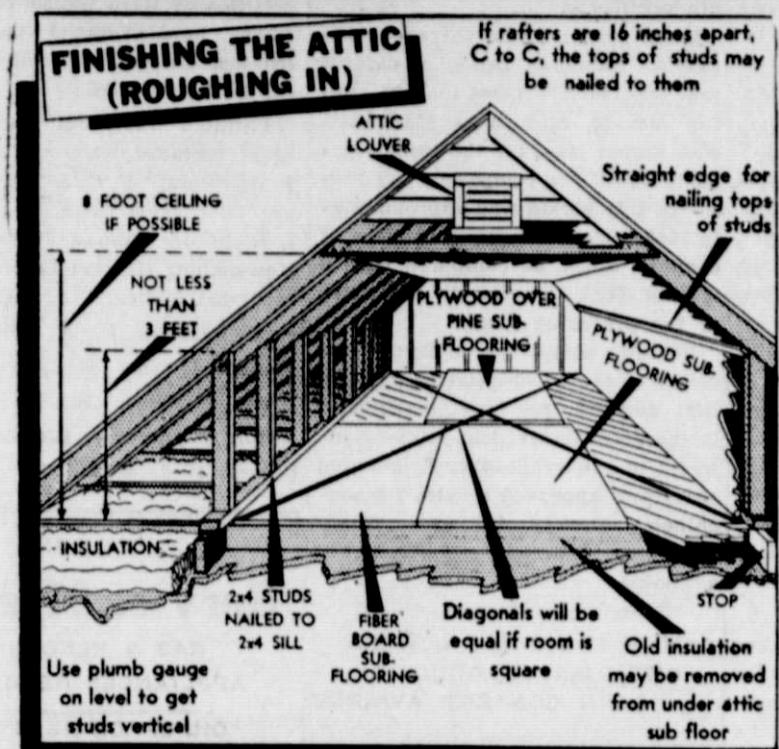 FINISHING THE ATTIC
(ROUGHING IN)
If rafters are 16 inches apart,
C to C, the tops of studs may
be nailed to them
ATTIC
LOUVER
Straight edge for
nailing tops
of studs
8 FOOT CEILING
IF POSSIBLE
NOT LESS
THAN
3 FEET
PLYWOOD OVER
PINE SUB-
FLOORING
PLYWOOD SUB-
FLOORING
INSULATION
2x4 STUDS
NAILED TO
2x4 SILL
FIBER
BOARD
SUB-
FLOORING
Diagonals will be
equal if room is
square
STOP
Old insulation
may be removed
from under attic
sub floor
Use plumb gauge
on level to get
studs vertical